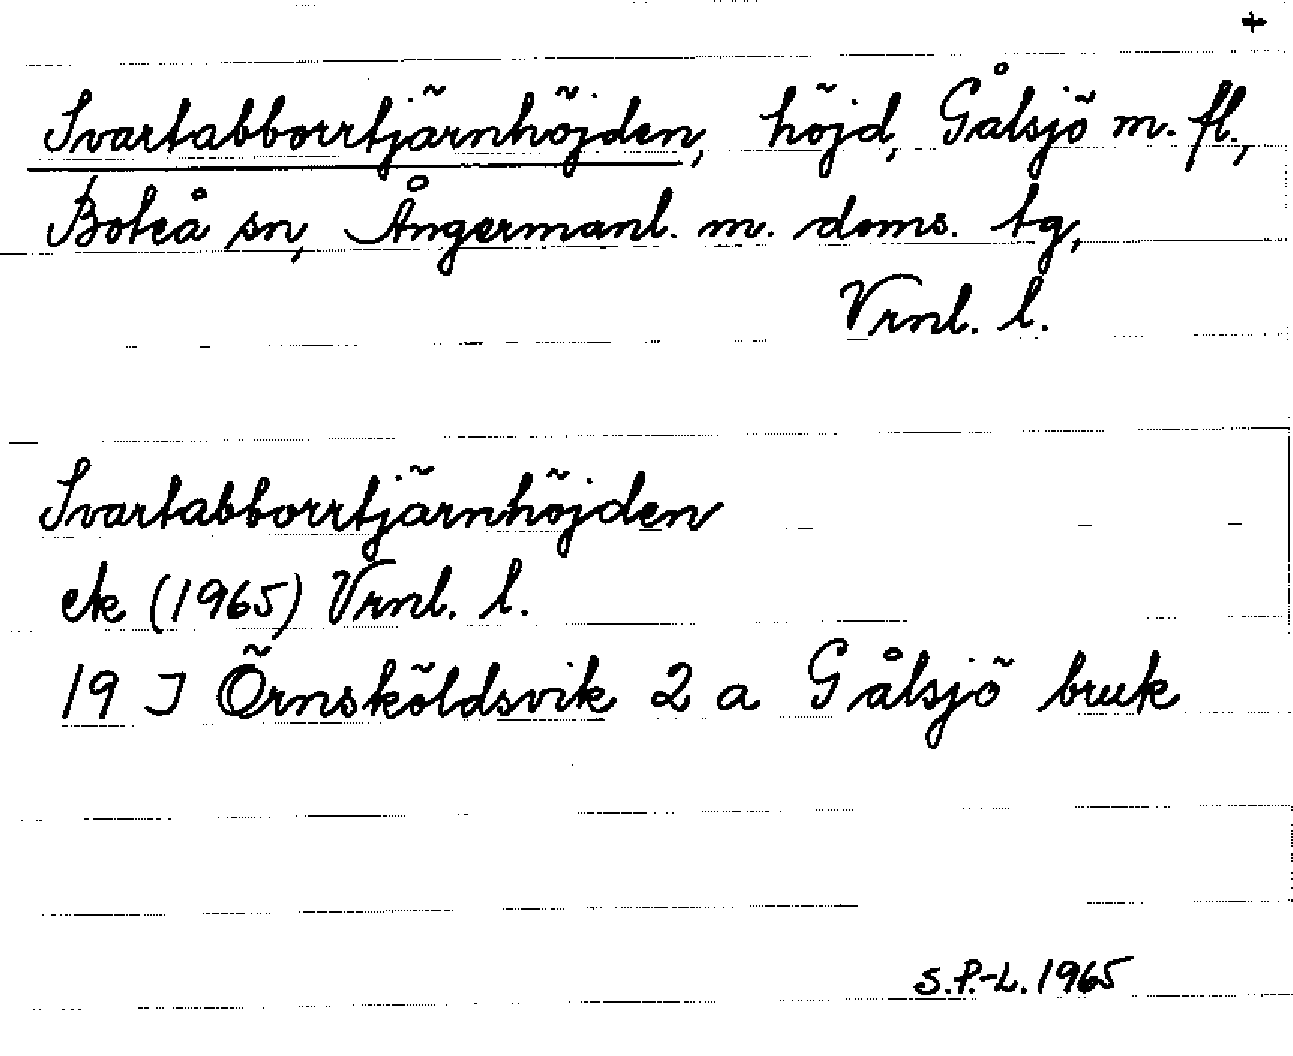 +
Svartabborrtjärnhöjden, höjd, Gålsjö m. fl.,
Boteå sn, Ångermanl. m. doms. tg,
Vrnl. l.
Svartabborrtjärnhöjden
ek (1965) Vrnl. l.
19 I Örnsköldsvik 2 a Gålsjö bruk
S.P.-L. 1965